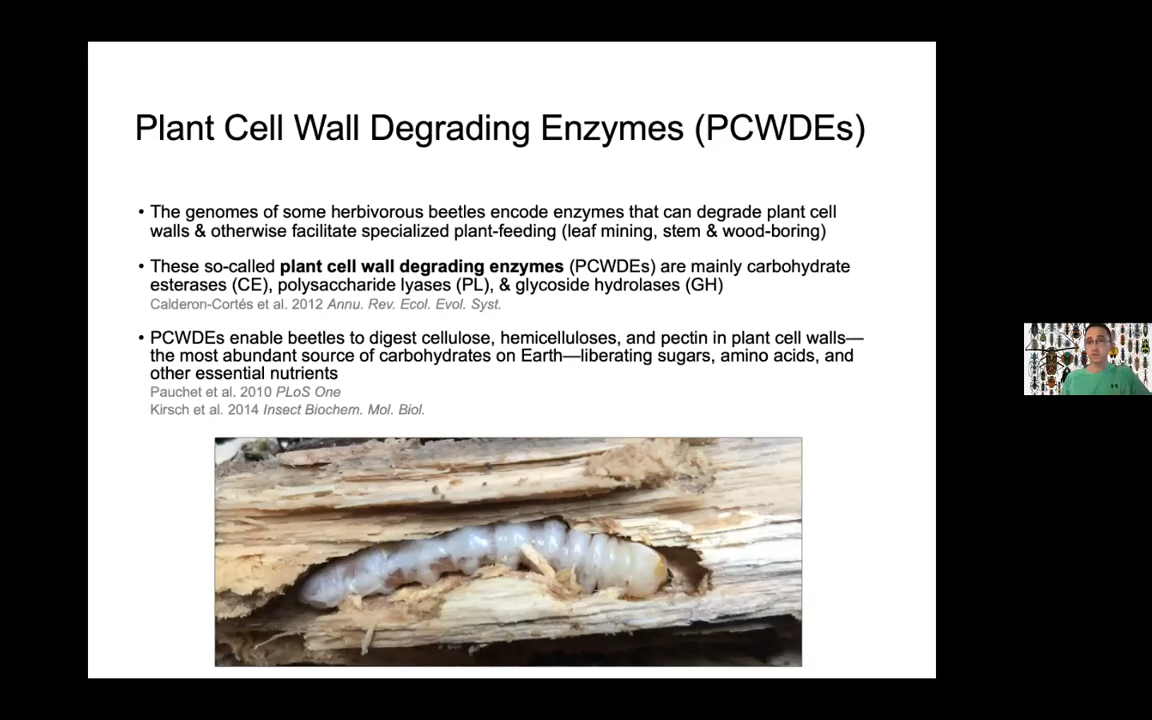 Plant Cell Wall Degrading Enzymes (PCWDEs)
• The genomes of some herbivorous beetles encode enzymes that can degrade plant cell
walls & otherwise facilitate specialized plant-feeding (leaf mining, stem & wood-boring)
• These so-called plant cell wall degrading enzymes (PCWDEs) are mainly carbohydrate
esterases (CE), polysaccharide lyases (PL), & glycoside hydrolases (GH)
Calderon-Cortés et al. 2012 Annu. Rev. Ecol. Evol. Syst.
• PCWDEs enable beetles to digest cellulose, hemicelluloses, and pectin in plant cell walls—
the most abundant source of carbohydrates on Earth—liberating sugars, amino acids, and
other essential nutrients
Pauchet et al. 2010 PLoS One
Kirsch et al. 2014 Insect Biochem. Mol. Biol.